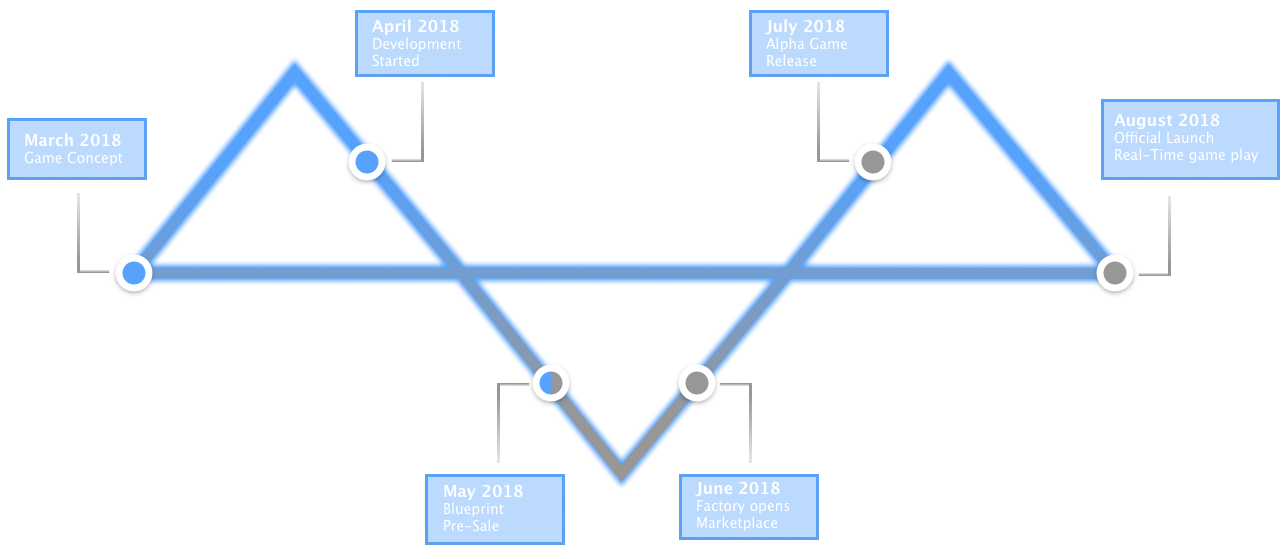 March 2018
Game Concept
April 2018
Development
Started
May 2018
Blueprint
Pre-Sale
June 2018
Factory opens
Marketplace
July 2018
Alpha Game
Release
August 2018
Official Launch
Real-Time game play